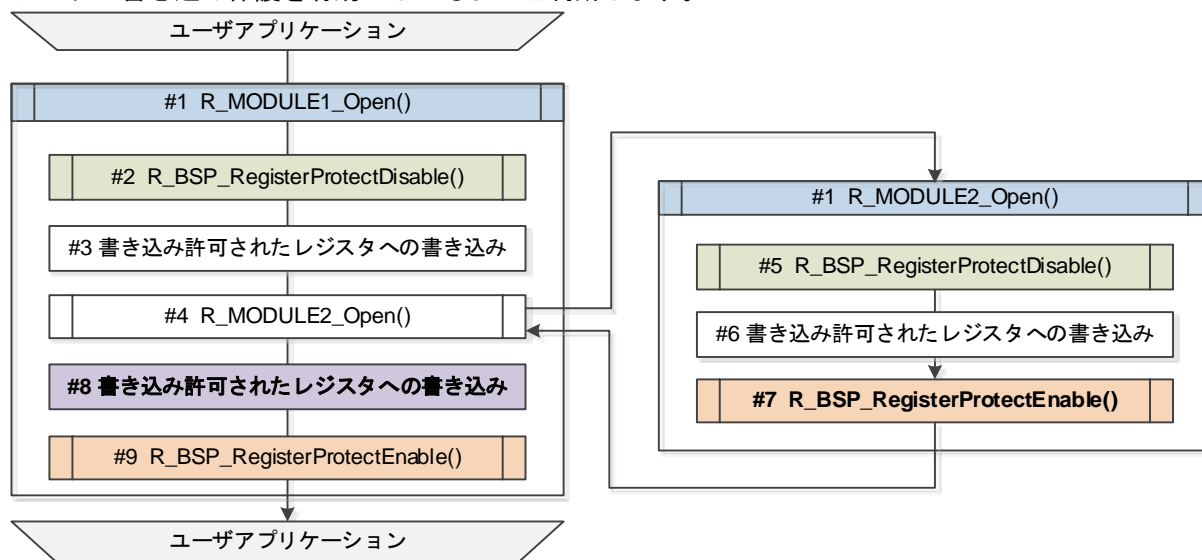 ユーザアプリケーション
#1 R_MODULE1_Open()
#2 R_BSP_RegisterProtectDisable()
#3 書き込み許可されたレジスタへの書き込み
#4 R_MODULE2_Open()
#8 書き込み許可されたレジスタへの書き込み
#9 R_BSP_RegisterProtectEnable()
ユーザアプリケーション
#1 R_MODULE2_Open()
#5 R_BSP_RegisterProtectDisable()
#6 書き込み許可されたレジスタへの書き込み
#7 R_BSP_RegisterProtectEnable()